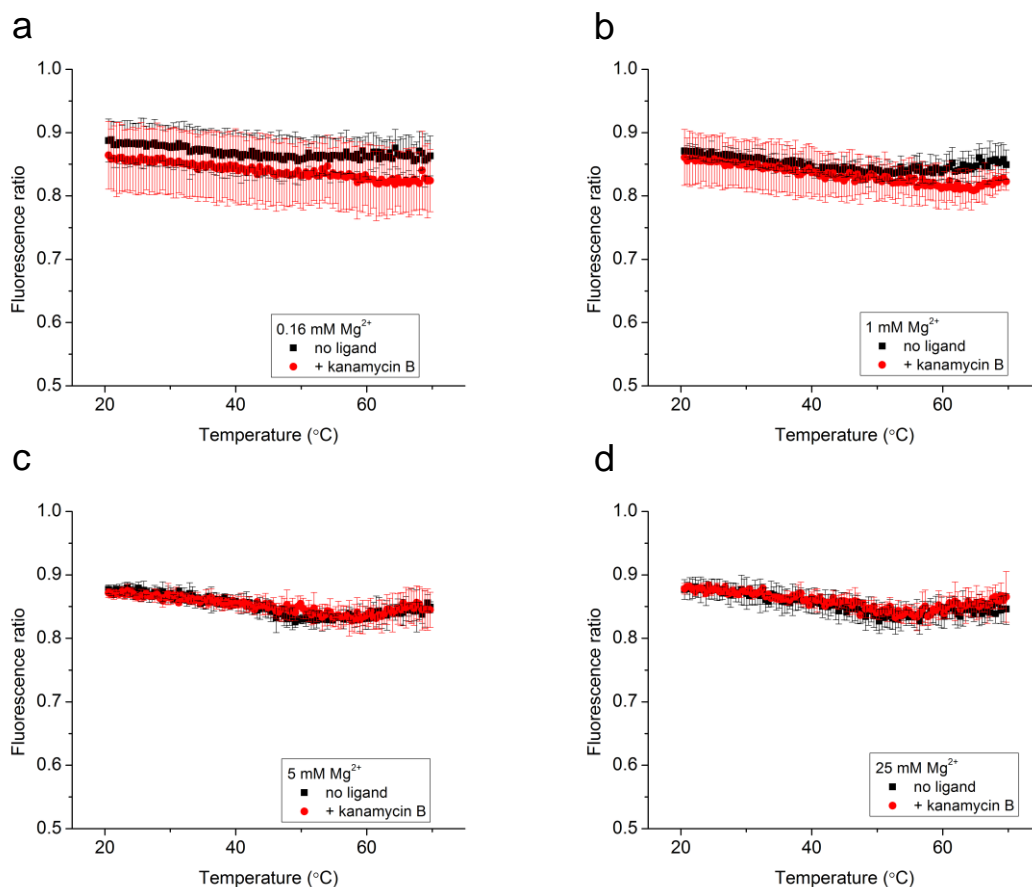 a
1.0
0.9
0.8
0.7
0.6
0.5
Fluorescence ratio
0.16 mM Mg2+
no ligand
+ kanamycin B
20 40 60
Temperature (°C)
b
1.0
0.9
0.8
0.7
0.6
0.5
Fluorescence ratio
1 mM Mg2+
no ligand
+ kanamycin B
20 40 60
Temperature (°C)
c
1.0
0.9
0.8
0.7
0.6
0.5
Fluorescence ratio
5 mM Mg2+
no ligand
+ kanamycin B
20 40 60
Temperature (°C)
d
1.0
0.9
0.8
0.7
0.6
0.5
Fluorescence ratio
25 mM Mg2+
no ligand
+ kanamycin B
20 40 60
Temperature (°C)